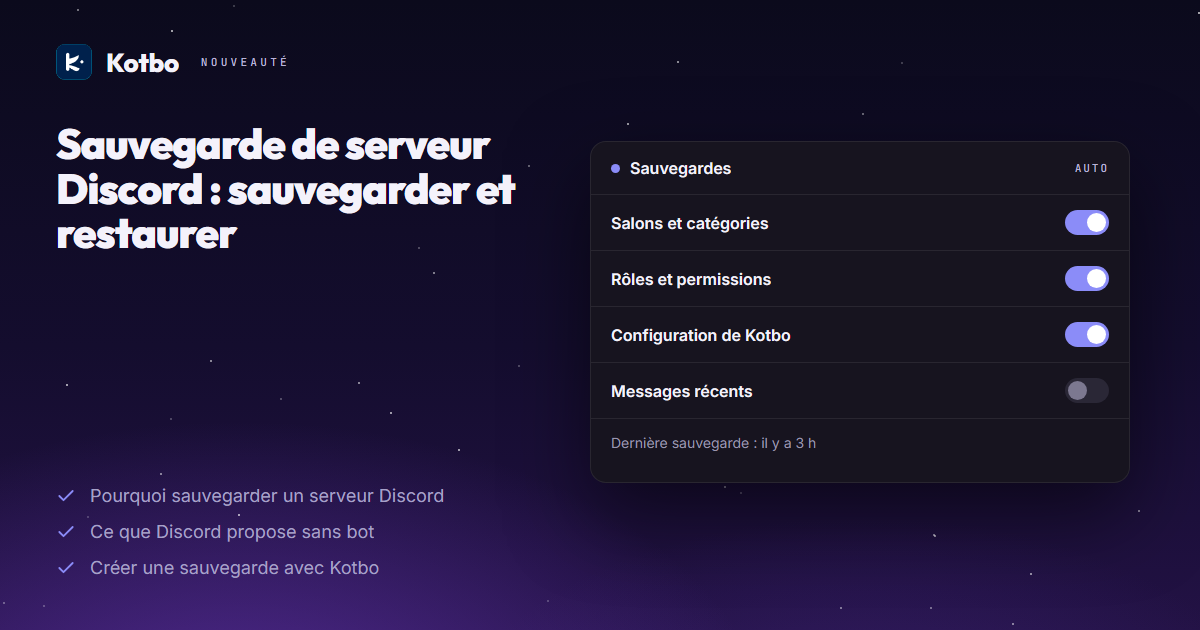 Kotbo NOUVEAUTÉ
Sauvegarde de serveur
Discord : sauvegarder et
restaurer
Pourquoi sauvegarder un serveur Discord
Ce que Discord propose sans bot
Créer une sauvegarde avec Kotbo
Sauvegardes AUTO
Salons et catégories
Rôles et permissions
Configuration de Kotbo
Messages récents
Dernière sauvegarde : il y a 3 h